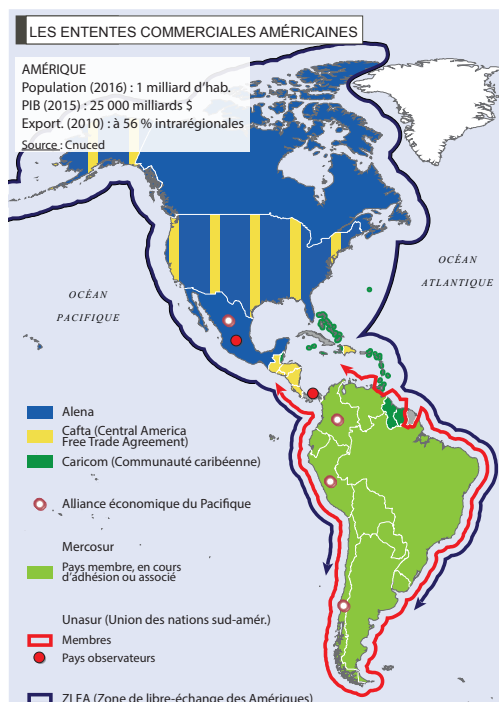 LES ENTENTES COMMERCIALES AMÉRICAINES
AMÉRIQUE
Population (2016) : 1 milliard d’hab.
PIB (2015) : 25 000 milliards $
Export. (2010) : à 56 % intrarégionales
Source : Cnuced
OCÉAN
PACIFIQUE
OCÉAN
ATLANTIQUE
Alena
Cafta (Central America
Free Trade Agreement)
Caricom (Communauté caribéenne)
Alliance économique du Pacifique
Mercosur
Pays membre, en cours
d’adhésion ou associé
Unasur (Union des nations sud-amér.)
Membres
Pays observateurs
ZLEA (Zone de libre-échange des Amériques)